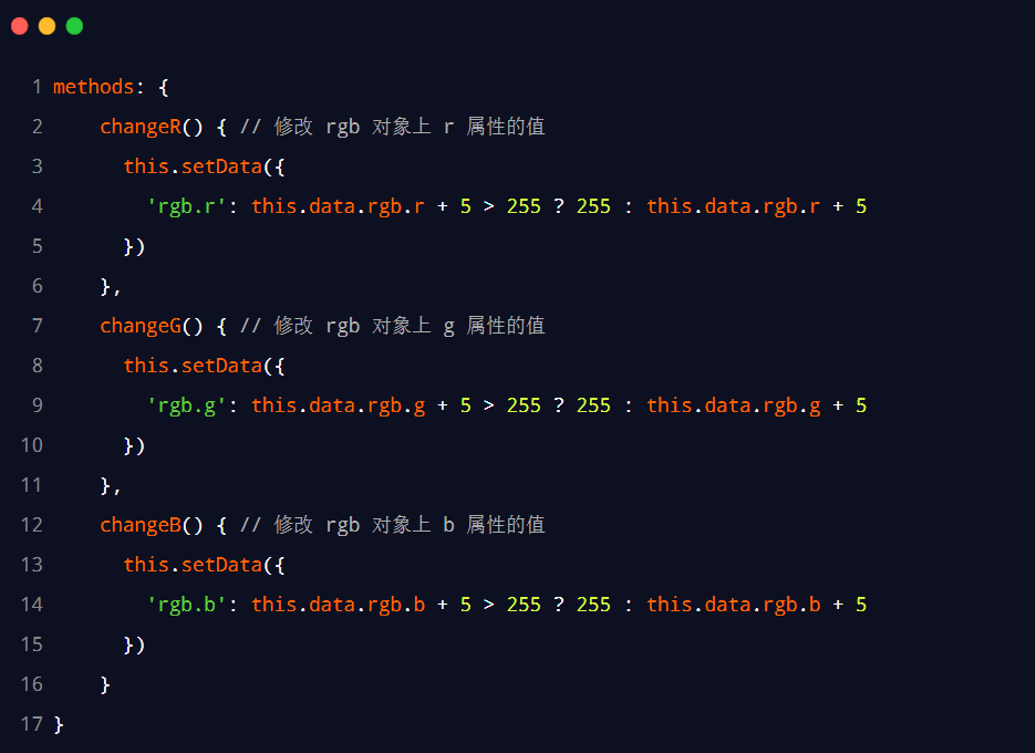 1 methods: {
2 changeR() { // 修改 rgb 对象上 r 属性的值
3 this.setData({
4 'rgb.r': this.data.rgb.r + 5 > 255 ? 255 : this.data.rgb.r + 5
5 })
6 },
7 changeG() { // 修改 rgb 对象上 g 属性的值
8 this.setData({
9 'rgb.g': this.data.rgb.g + 5 > 255 ? 255 : this.data.rgb.g + 5
10 })
11 },
12 changeB() { // 修改 rgb 对象上 b 属性的值
13 this.setData({
14 'rgb.b': this.data.rgb.b + 5 > 255 ? 255 : this.data.rgb.b + 5
15 })
16 }
17 }